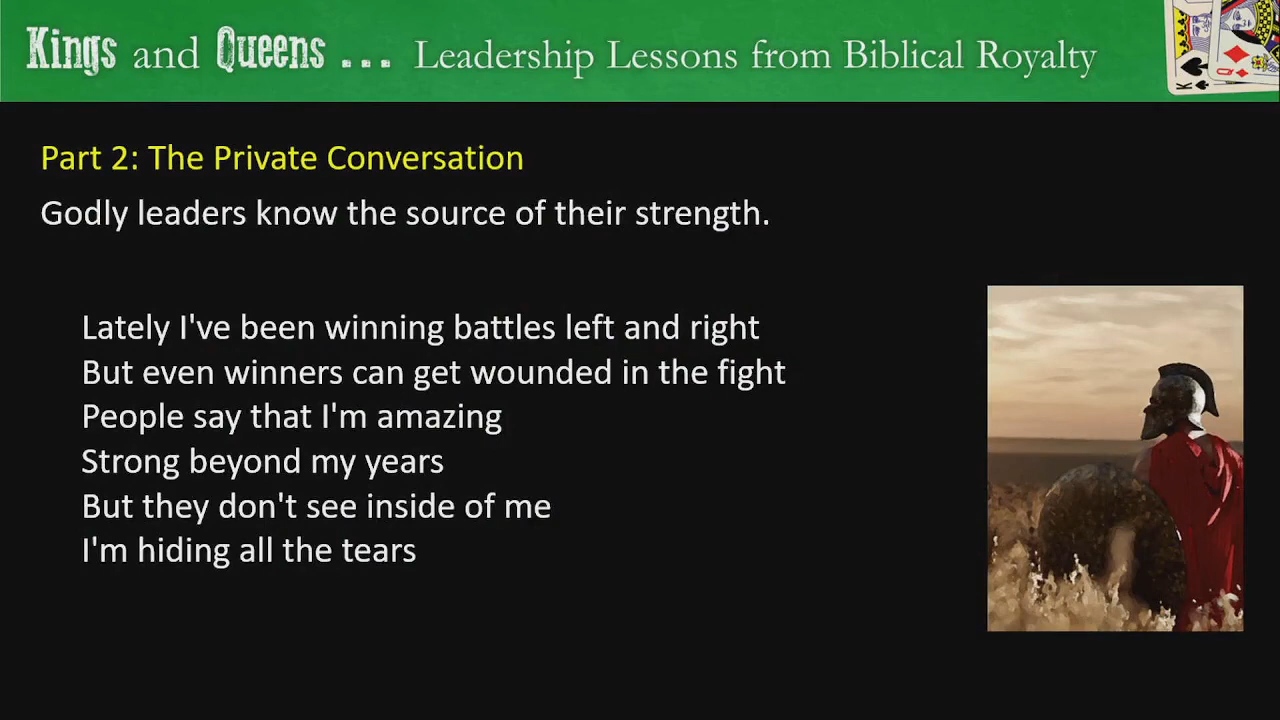 Kings and Queens ... Leadership Lessons from Biblical Royalty
K
Q
Part 2: The Private Conversation
Godly leaders know the source of their strength.
Lately I've been winning battles left and right
But even winners can get wounded in the fight
People say that I'm amazing
Strong beyond my years
But they don't see inside of me
I'm hiding all the tears